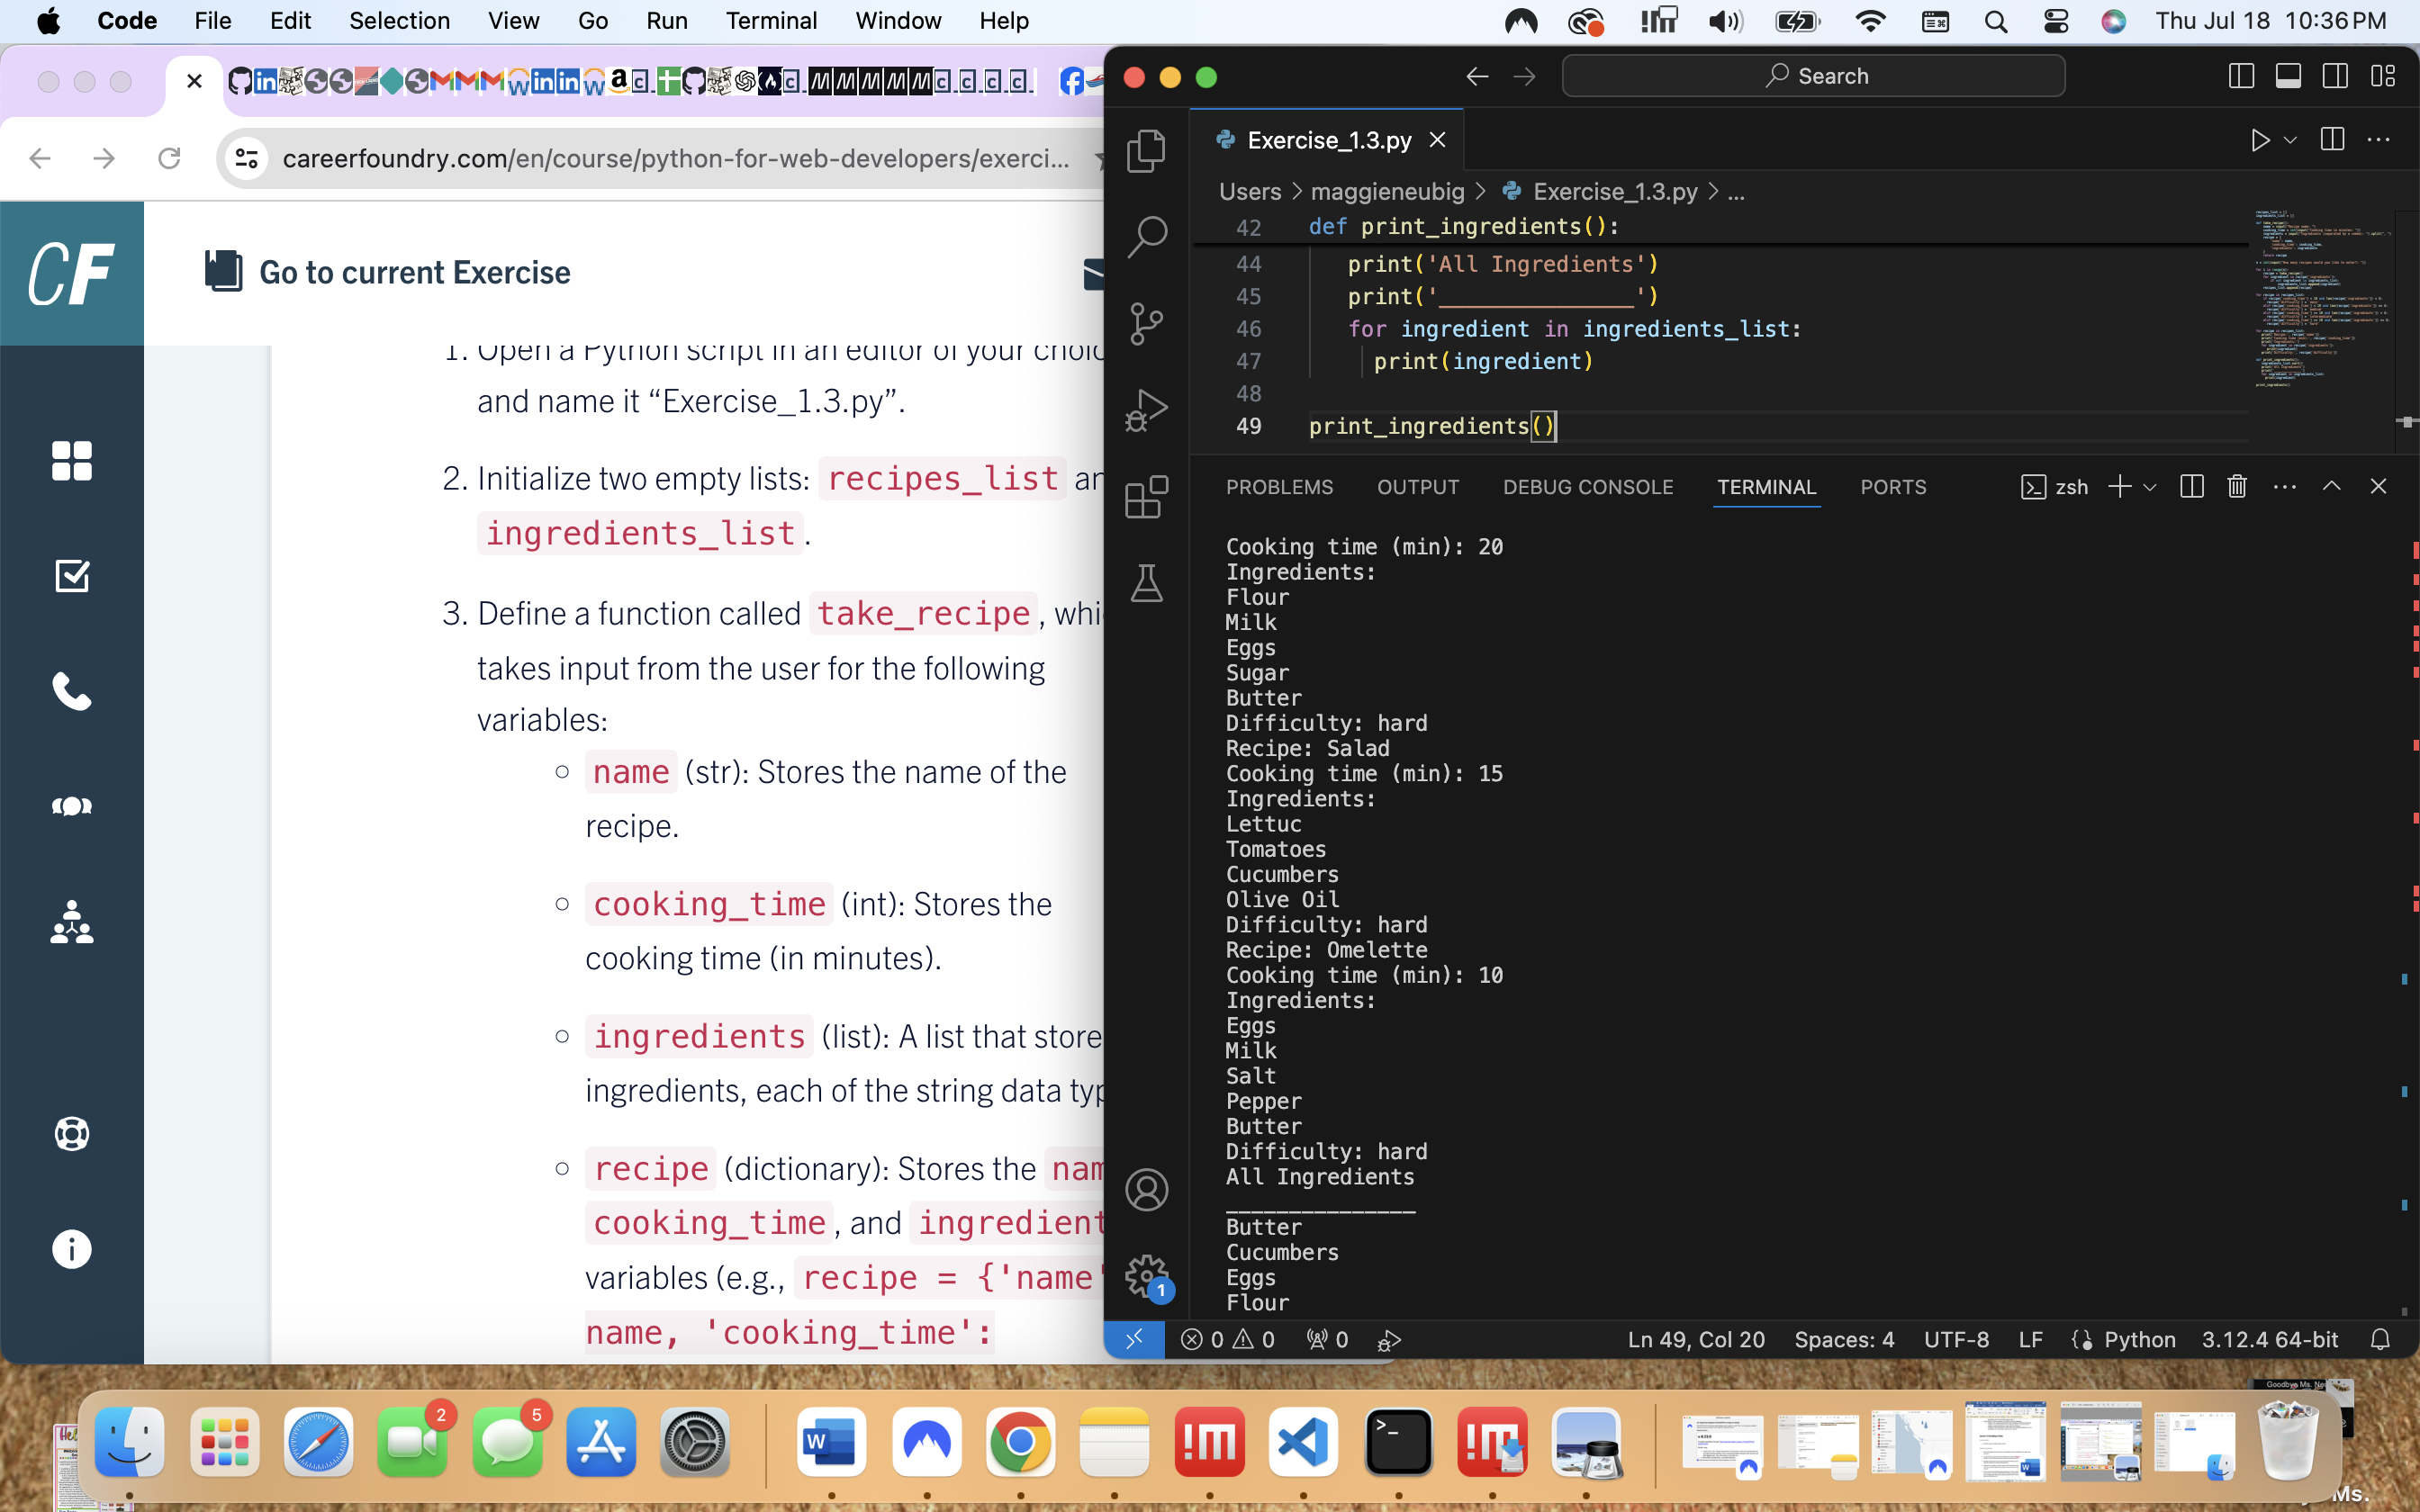 Code File Edit Selection View Go Run Terminal Window Help
Thu Jul 18 10:36 PM
careerfoundry.com/en/course/python-for-web-developers/exerci...
CF
Go to current Exercise
1. Open a Python script in an editor of your choic
and name it “Exercise_1.3.py”.
2. Initialize two empty lists: recipes_list an
ingredients_list.
3. Define a function called take_recipe, whi
takes input from the user for the following
variables:
name (str): Stores the name of the
recipe.
cooking_time (int): Stores the
cooking time (in minutes).
ingredients (list): A list that store
ingredients, each of the string data typ
recipe (dictionary): Stores the nam
cooking_time, and ingredient
variables (e.g., recipe = {'name'
name, 'cooking_time':
Search
Exercise_1.3.py
Users > maggieneubig > Exercise_1.3.py > ...
42 def print_ingredients():
44 print('All Ingredients')
45 print('_______________')
46 for ingredient in ingredients_list:
47 print(ingredient)
48
49 print_ingredients()
PROBLEMS OUTPUT DEBUG CONSOLE TERMINAL PORTS
zsh
Cooking time (min): 20
Ingredients:
Flour
Milk
Eggs
Sugar
Butter
Difficulty: hard
Recipe: Salad
Cooking time (min): 15
Ingredients:
Lettuc
Tomatoes
Cucumbers
Olive Oil
Difficulty: hard
Recipe: Omelette
Cooking time (min): 10
Ingredients:
Eggs
Milk
Salt
Pepper
Butter
Difficulty: hard
All Ingredients
_______________
Butter
Cucumbers
Eggs
Flour
1
0 0 0
Ln 49, Col 20 Spaces: 4 UTF-8 LF Python 3.12.4 64-bit
2
5
Goodbye Ms.
Ms.